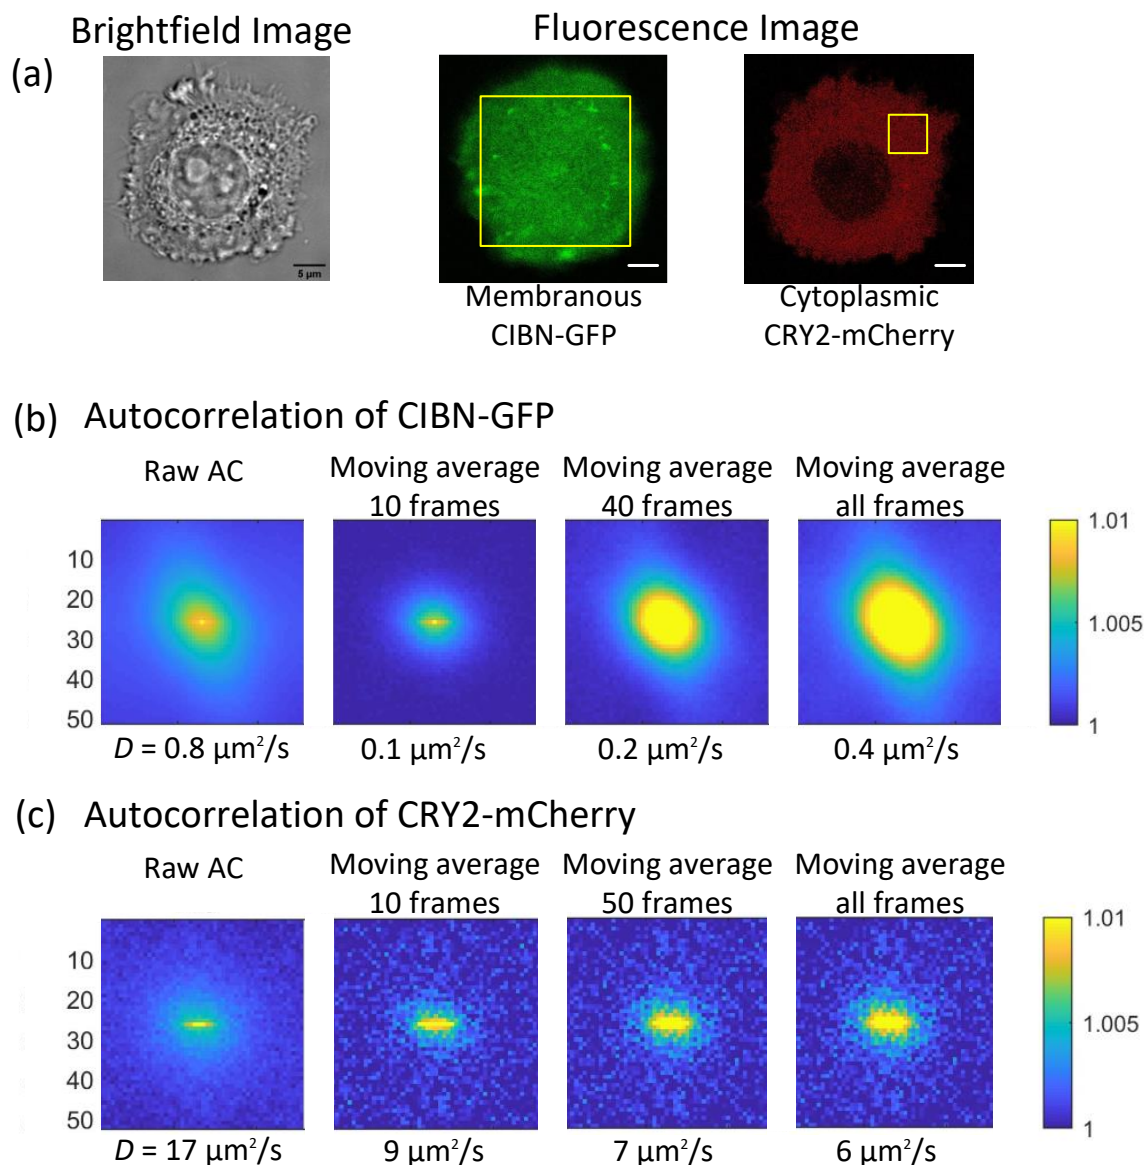 Brightfield Image
Fluorescence Image
(a)
5 µm
Membranous
CIBN-GFP
Cytoplasmic
CRY2-mCherry
(b) Autocorrelation of CIBN-GFP
Raw AC
Moving average
10 frames
Moving average
40 frames
Moving average
all frames
10
20
30
40
50
1.01
1.005
1
D = 0.8 µm²/s
0.1 µm²/s
0.2 µm²/s
0.4 µm²/s
(c) Autocorrelation of CRY2-mCherry
Raw AC
Moving average
10 frames
Moving average
50 frames
Moving average
all frames
10
20
30
40
50
1.01
1.005
1
D = 17 µm²/s
9 µm²/s
7 µm²/s
6 µm²/s